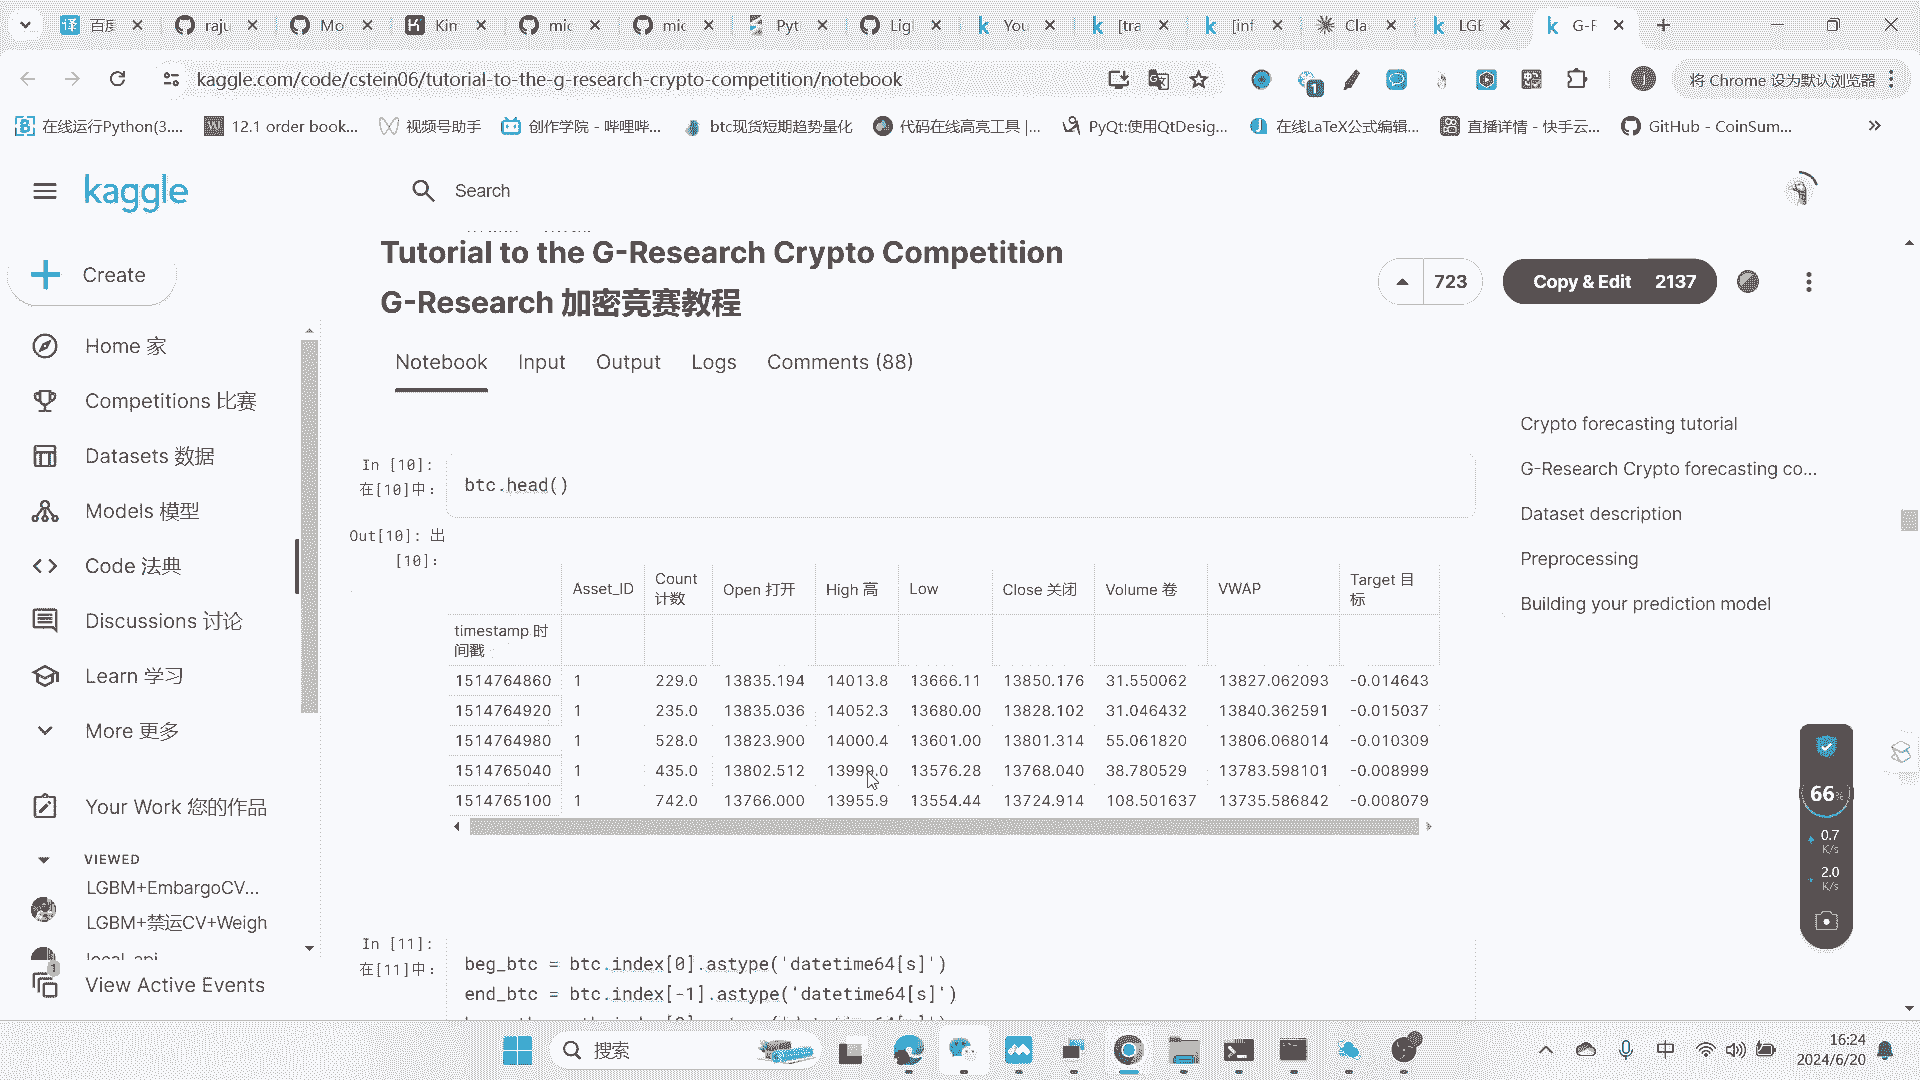 百度
raju
Mo
Kin
mic
mic
Pyt
Ligl
You
[tra
[inf
Cla
LGB
G-F
kaggle.com/code/cstein06/tutorial-to-the-g-research-crypto-competition/notebook
将 Chrome 设为默认浏览器
在线运行Python(3....
12.1 order book...
视频号助手
创作学院 - 哔哩哔...
btc现货短期趋势量化
代码在线高亮工具 |...
PyQt:使用QtDesig...
在线LaTeX公式编辑...
直播详情 - 快手云...
GitHub - CoinSum...
kaggle
Search
Create
Home 家
Competitions 比赛
Datasets 数据
Models 模型
Code 法典
Discussions 讨论
Learn 学习
More 更多
Your Work 您的作品
VIEWED
LGBM+EmbargoCV...
LGBM+禁运CV+Weigh
local_api
1
View Active Events
Tutorial to the G-Research Crypto Competition
G-Research 加密竞赛教程
723
Copy & Edit 2137
Notebook Input Output Logs Comments (88)
In [10]:
在[10]中:
btc.head()
Out[10]: 出
[10]:
Asset_ID Count 计数 Open 打开 High 高 Low Close 关闭 Volume 卷 VWAP Target 目标
timestamp 时间戳
1514764860 1 229.0 13835.194 14013.8 13666.11 13850.176 31.550062 13827.062093 -0.014643
1514764920 1 235.0 13835.036 14052.3 13680.00 13828.102 31.046432 13840.362591 -0.015037
1514764980 1 528.0 13823.900 14000.4 13601.00 13801.314 55.061820 13806.068014 -0.010309
1514765040 1 435.0 13802.512 13999.0 13576.28 13768.040 38.780529 13783.598101 -0.008999
1514765100 1 742.0 13766.000 13955.9 13554.44 13724.914 108.501637 13735.586842 -0.008079
In [11]:
在[11]中:
beg_btc = btc.index[0].astype('datetime64[s]')
end_btc = btc.index[-1].astype('datetime64[s]')
Crypto forecasting tutorial
G-Research Crypto forecasting co...
Dataset description
Preprocessing
Building your prediction model
66%
0.7
K/s
2.0
K/s
搜索
中
16:24
2024/6/20